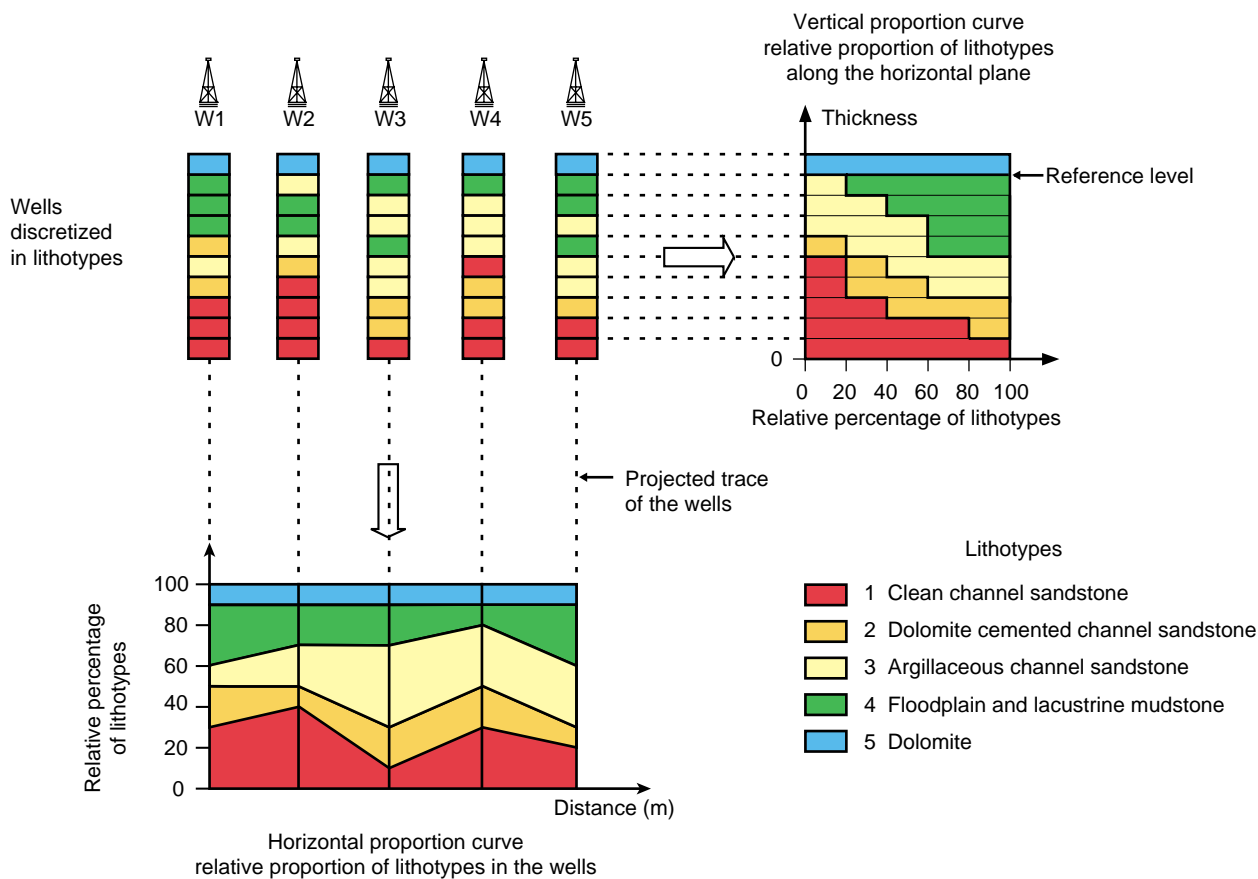 Vertical proportion curve
relative proportion of lithotypes
along the horizontal plane
W1 W2 W3 W4 W5
Thickness
Reference level
Wells
discretized
in lithotypes
0
0 20 40 60 80 100
Relative percentage of lithotypes
Projected trace
of the wells
Lithotypes
1 Clean channel sandstone
2 Dolomite cemented channel sandstone
3 Argillaceous channel sandstone
4 Floodplain and lacustrine mudstone
5 Dolomite
Relative percentage
of lithotypes
100
80
60
40
20
0
Distance (m)
Horizontal proportion curve
relative proportion of lithotypes in the wells